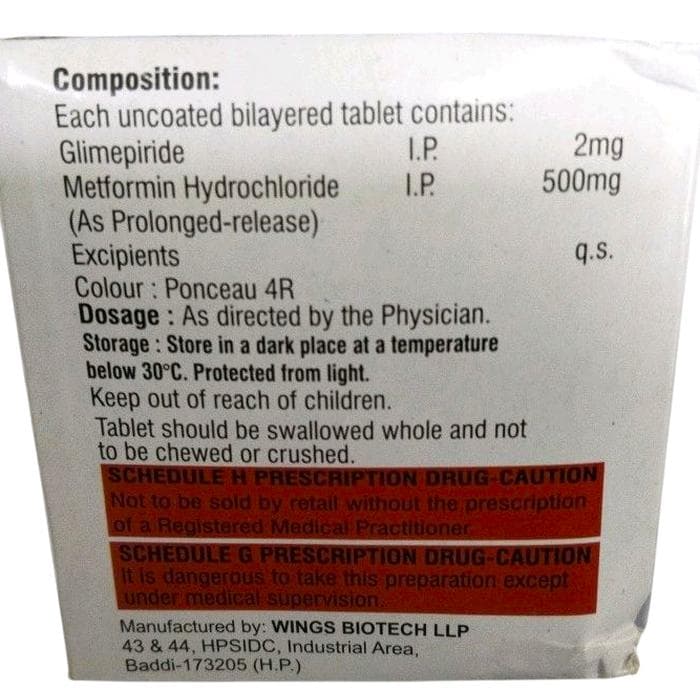 Composition:
Each uncoated bilayered tablet contains:
Glimepiride I.P. 2mg
Metformin Hydrochloride I.P. 500mg
(As Prolonged-release)
Excipients q.s.
Colour : Ponceau 4R
Dosage : As directed by the Physician.
Storage : Store in a dark place at a temperature
below 30°C. Protected from light.
Keep out of reach of children.
Tablet should be swallowed whole and not
to be chewed or crushed.
SCHEDULE H PRESCRIPTION DRUG-CAUTION
Not to be sold by retail without the prescription
of a Registered Medical Practitioner.
SCHEDULE G PRESCRIPTION DRUG-CAUTION
It is dangerous to take this preparation except
under medical supervision.
Manufactured by: WINGS BIOTECH LLP
43 & 44, HPSIDC, Industrial Area,
Baddi-173205 (H.P.)